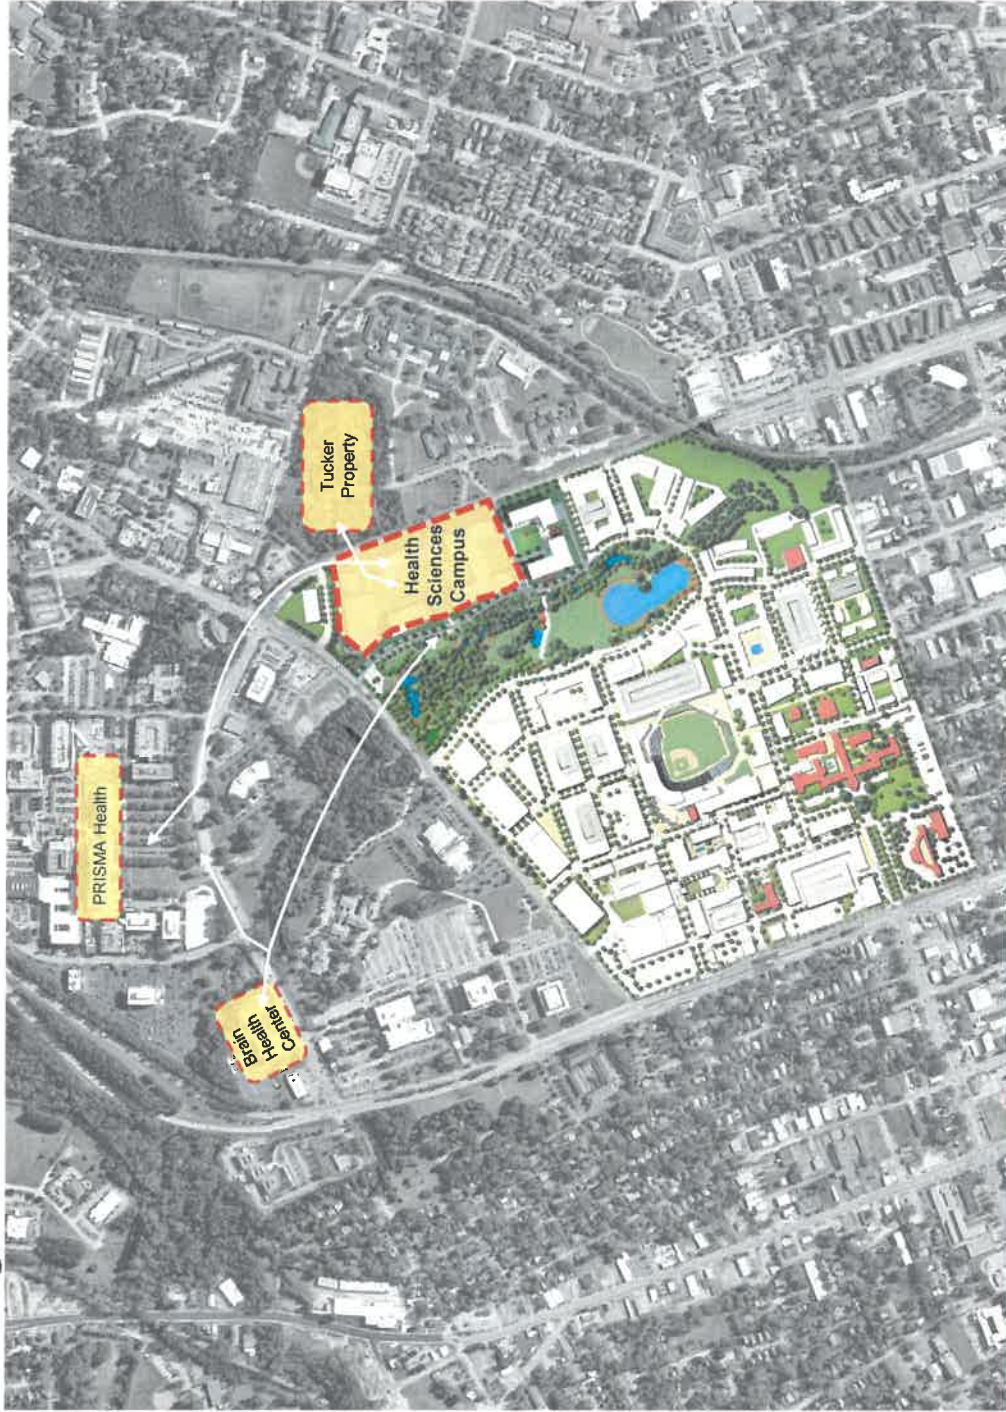 PRISMA Health
Brain
Health
Center
Tucker
Property
Health
Sciences
Campus